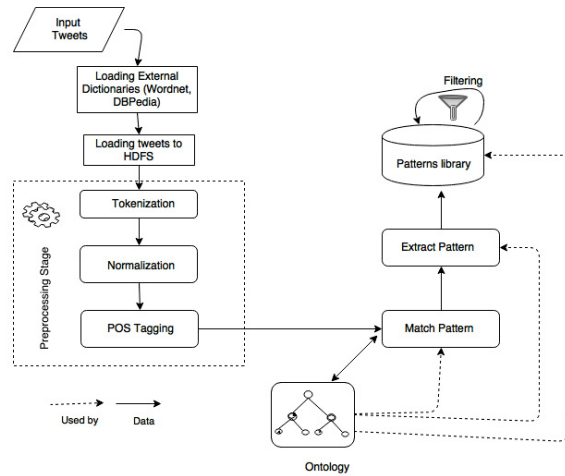 Input
Tweets
Loading External
Dictionaries (Wordnet,
DBPedia)
Loading tweets to
HDFS
Preprocessing Stage
Tokenization
Normalization
POS Tagging
Filtering
Patterns library
Extract Pattern
Match Pattern
Used by
Data
Ontology